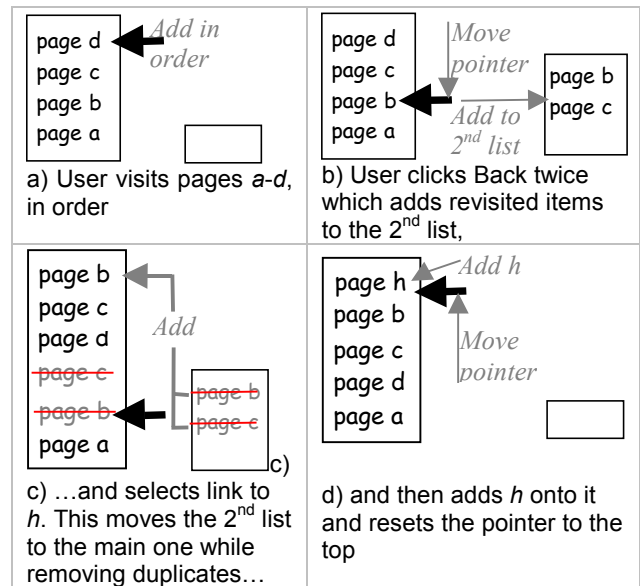 page d
page c
page b
page a
Add in
order
a) User visits pages a-d,
in order
page d
page c
page b
page a
Move
pointer
Add to
2nd list
page b
page c
b) User clicks Back twice
which adds revisited items
to the 2nd list,
page b
page c
page d
page c
page b
page a
Add
page b
page c
c)
c) …and selects link to
h. This moves the 2nd list
to the main one while
removing duplicates…
page h
page b
page c
page d
page a
Add h
Move
pointer
d) and then adds h onto it
and resets the pointer to the
top